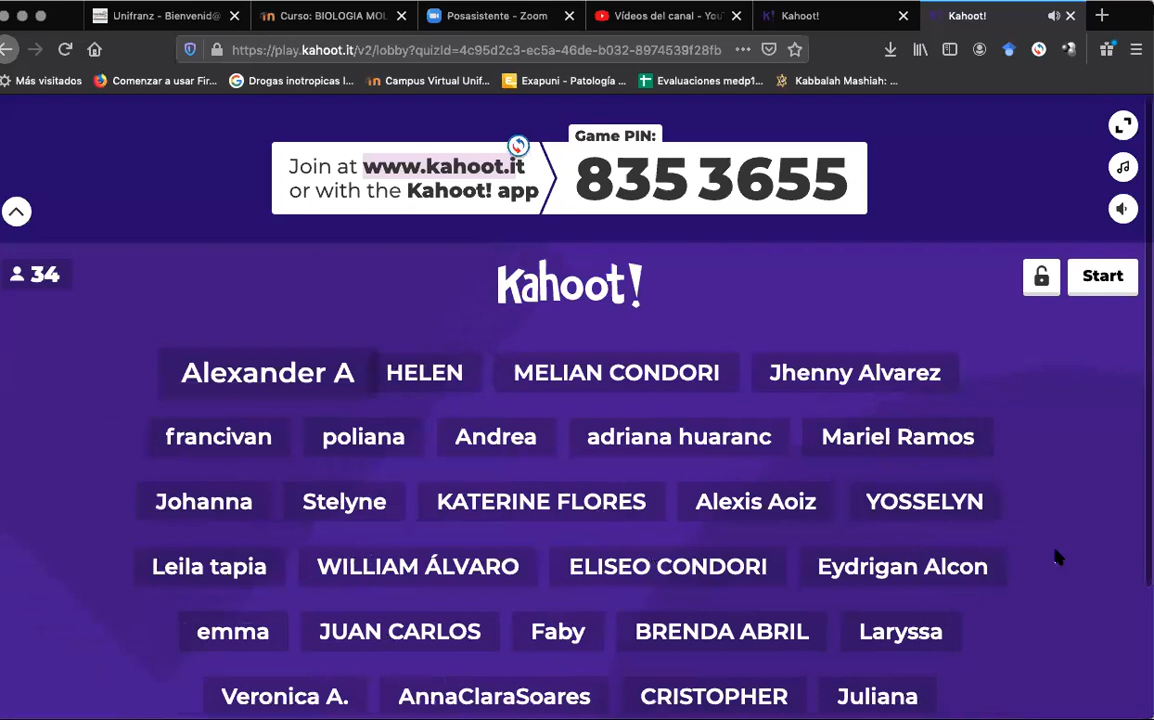 Unifranz - Bienvenid@ Curso: BIOLOGIA MOL Posasistente - Zoom Vídeos del canal - You Kahoot! Kahoot!
https://play.kahoot.it/v2/lobby?quizId=4c95d2c3-ec5a-46de-b032-8974539f28fb
Más visitados Comenzar a usar Fir... Drogas inotropicas l... Campus Virtual Unif... Exapuni - Patología ... Evaluaciones medp1... Kabbalah Mashiah: ...
Game PIN:
Join at www.kahoot.it
or with the Kahoot! app
835 3655
34
Kahoot!
Start
Alexander A HELEN MELIAN CONDORI Jhenny Alvarez
francivan poliana Andrea adriana huaranc Mariel Ramos
Johanna Stelyne KATERINE FLORES Alexis Aoiz YOSSELYN
Leila tapia WILLIAM ÁLVARO ELISEO CONDORI Eydrigan Alcon
emma JUAN CARLOS Faby BRENDA ABRIL Laryssa
Veronica A. AnnaClaraSoares CRISTOPHER Juliana